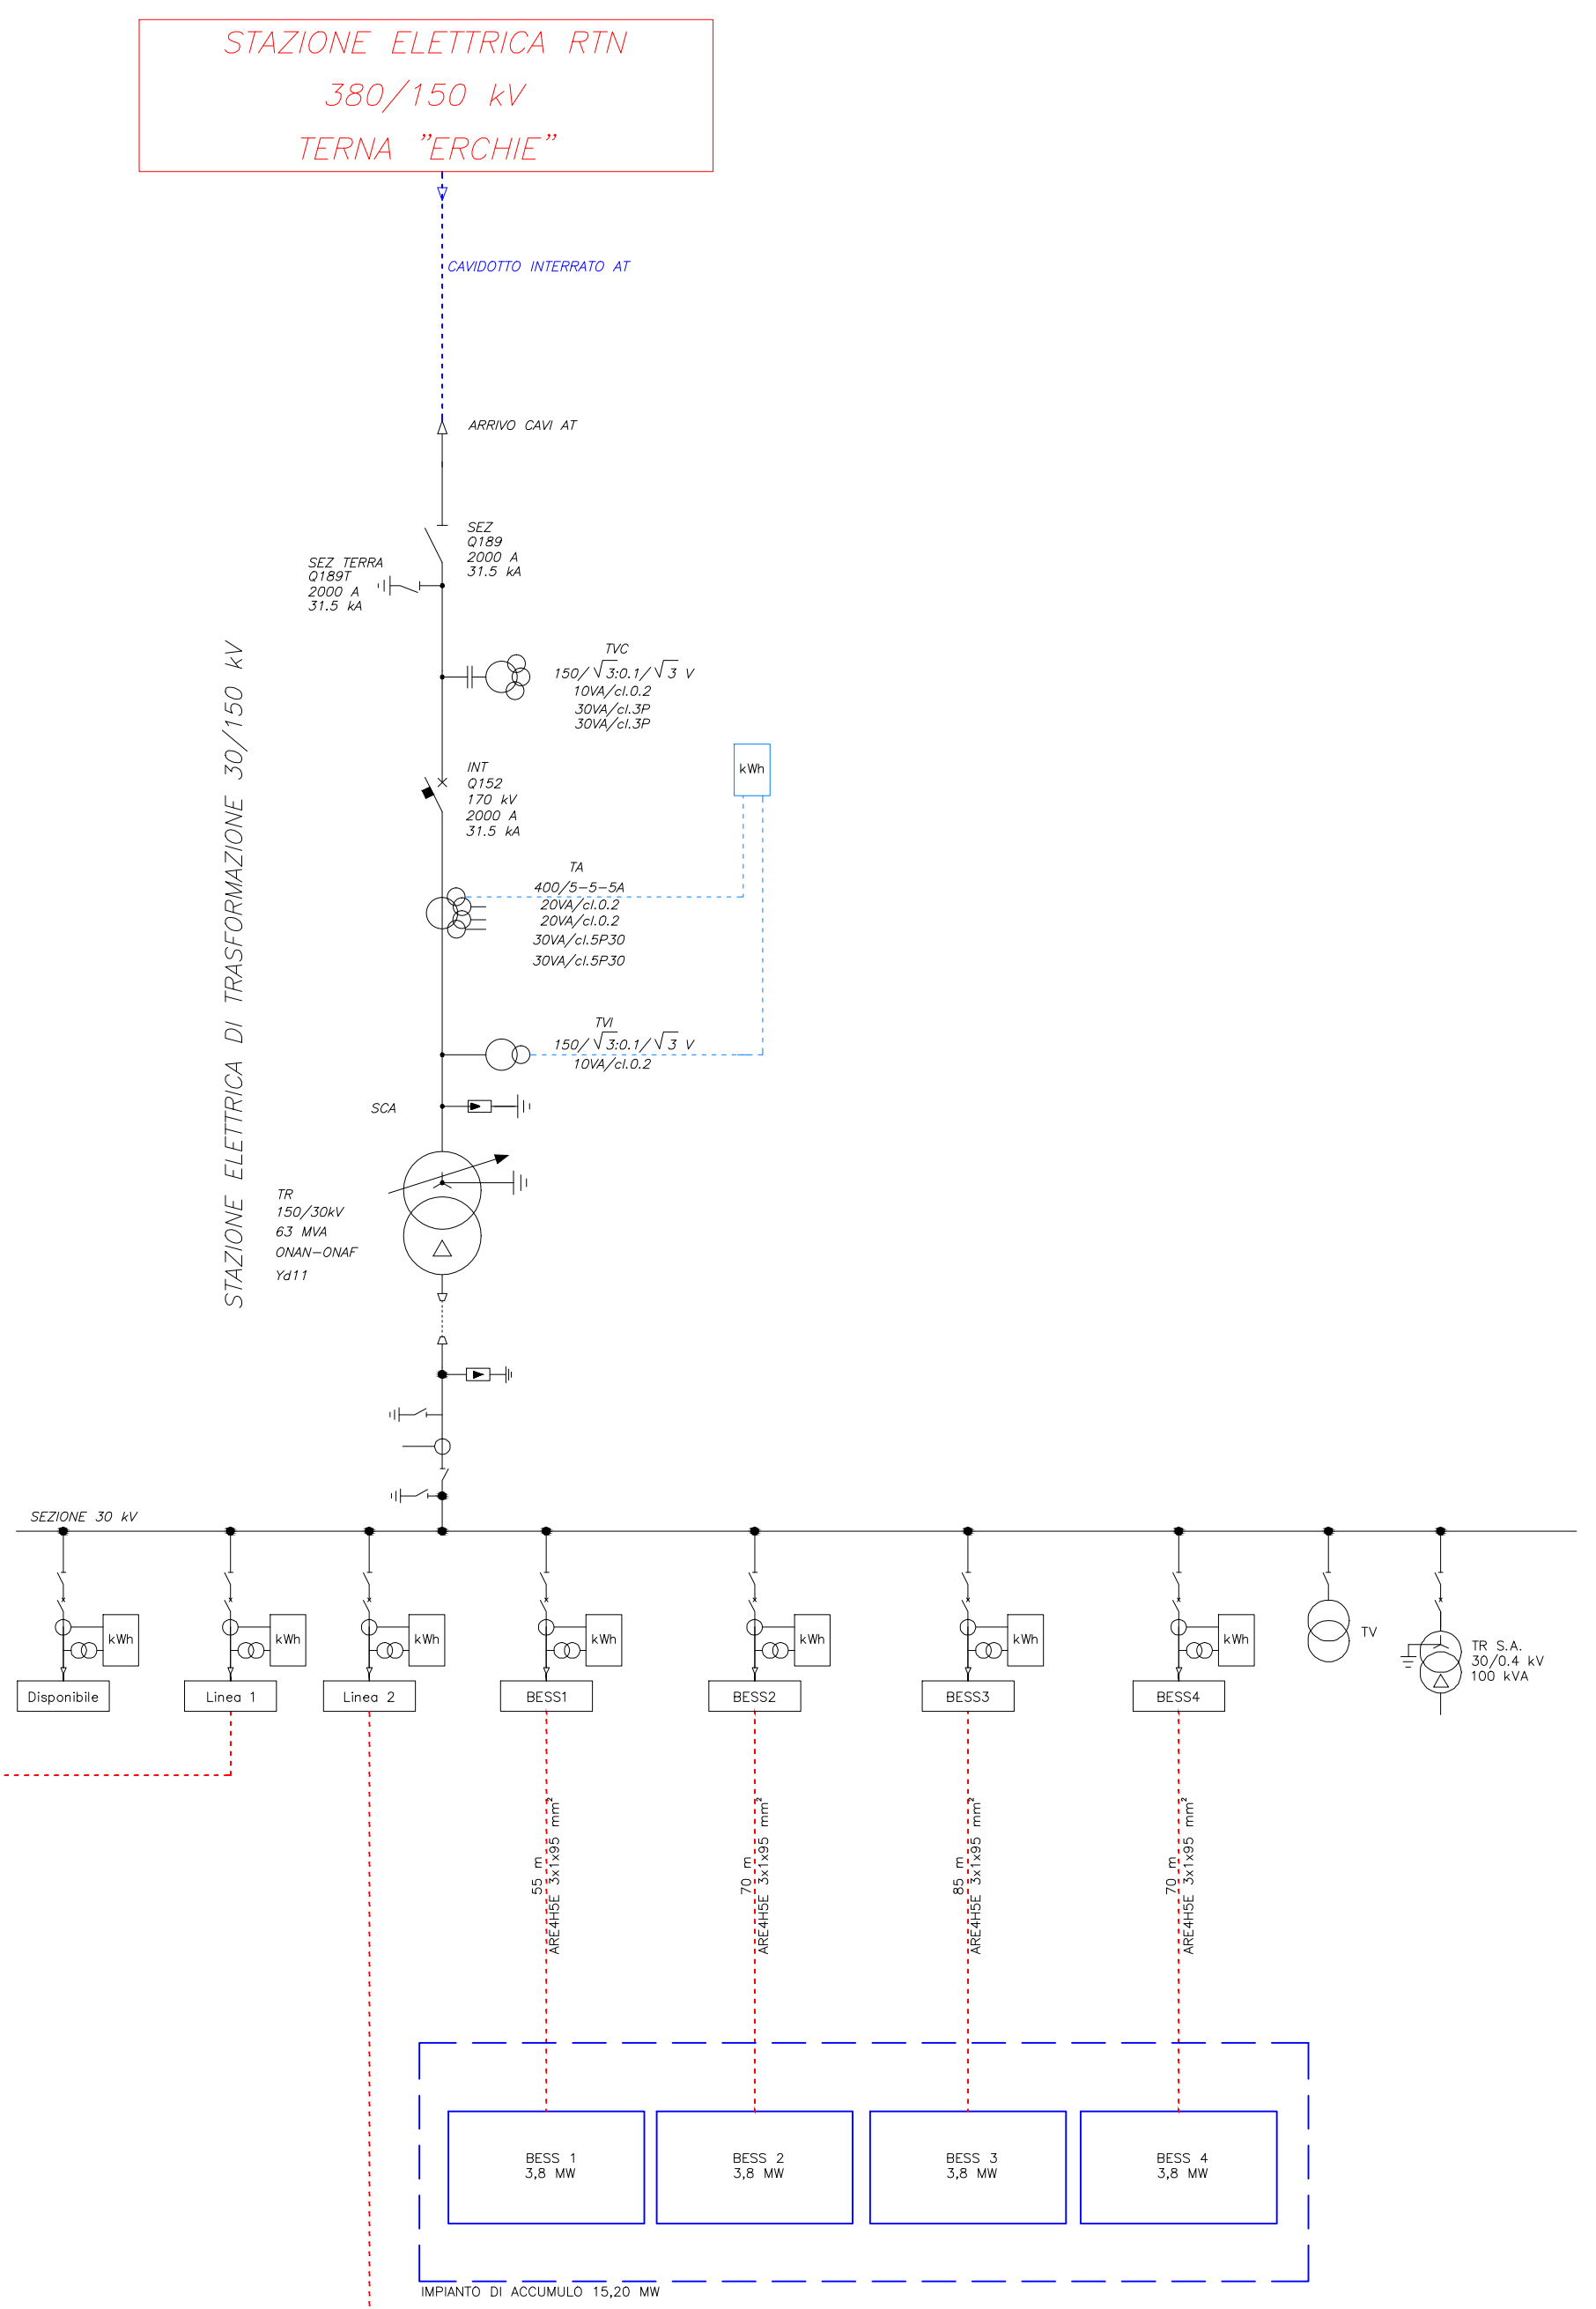 STAZIONE ELETTRICA RTN
380/150 kV
TERNA "ERCHIE"
CAVIDOTTO INTERRATO AT
ARRIVO CAVI AT
SEZ
Q189
2000 A
31.5 kA
SEZ TERRA
Q189T
2000 A
31.5 kA
STAZIONE ELETTRICA DI TRASFORMAZIONE 30/150 kV
TVC
150/√3:0.1/√3 V
10VA/cl.0.2
30VA/cl.3P
30VA/cl.3P
kWh
INT
Q152
170 kV
2000 A
31.5 kA
TA
400/5-5-5A
20VA/cl.0.2
20VA/cl.0.2
30VA/cl.5P30
30VA/cl.5P30
TVI
150/√3:0.1/√3 V
10VA/cl.0.2
SCA
TR
150/30kV
63 MVA
ONAN-ONAF
Yd11
SEZIONE 30 kV
kWh
kWh
kWh
kWh
kWh
kWh
kWh
TV
TR S.A.
30/0.4 kV
100 kVA
Disponibile
Linea 1
Linea 2
BESS1
BESS2
BESS3
BESS4
55 m
ARE4H5E 3x1x95 mm²
70 m
ARE4H5E 3x1x95 mm²
85 m
ARE4H5E 3x1x95 mm²
70 m
ARE4H5E 3x1x95 mm²
BESS 1
3,8 MW
BESS 2
3,8 MW
BESS 3
3,8 MW
BESS 4
3,8 MW
IMPIANTO DI ACCUMULO 15,20 MW